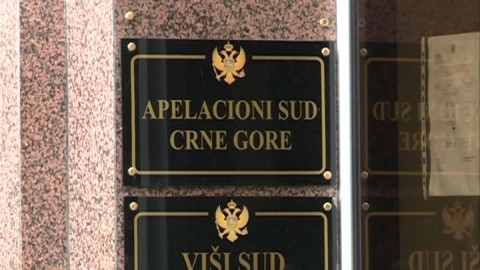 APELACIONI SUD
CRNE GORE
VIŠI SUD